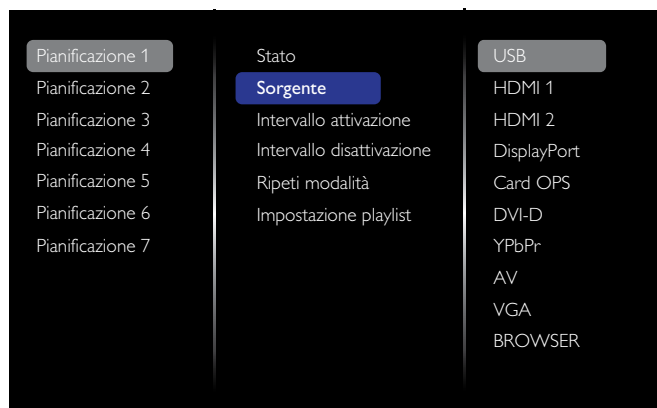 Pianificazione 1
Pianificazione 2
Pianificazione 3
Pianificazione 4
Pianificazione 5
Pianificazione 6
Pianificazione 7
Stato
Sorgente
Intervallo attivazione
Intervallo disattivazione
Ripeti modalità
Impostazione playlist
USB
HDMI 1
HDMI 2
DisplayPort
Card OPS
DVI-D
YPbPr
AV
VGA
BROWSER